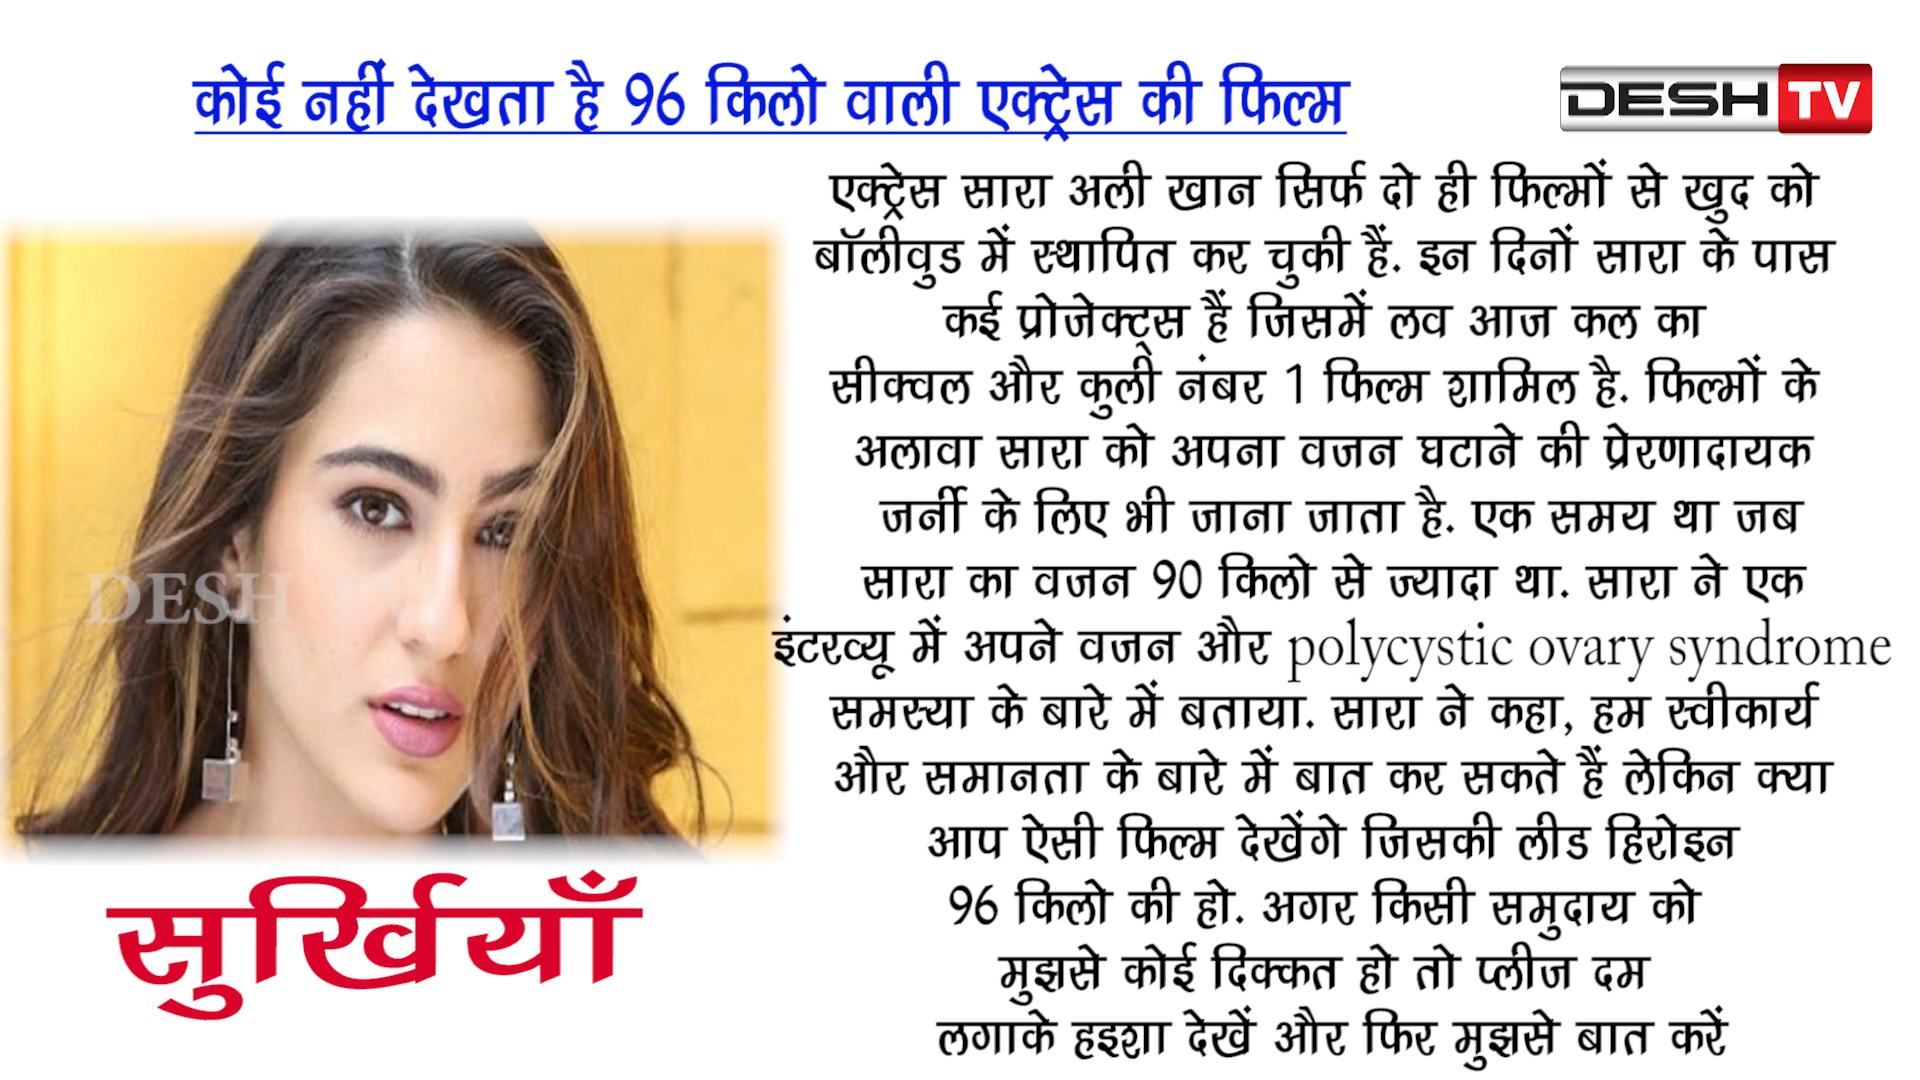 कोई नहीं देखता है 96 किलो वाली एक्ट्रेस की फिल्म
DESH TV
एक्ट्रेस सारा अली खान सिर्फ दो ही फिल्मों से खुद को
बॉलीवुड में स्थापित कर चुकी हैं. इन दिनों सारा के पास
कई प्रोजेक्ट्स हैं जिसमें लव आज कल का
सीक्वल और कुली नंबर 1 फिल्म शामिल है. फिल्मों के
अलावा सारा को अपना वजन घटाने की प्रेरणादायक
जर्नी के लिए भी जाना जाता है. एक समय था जब
सारा का वजन 90 किलो से ज्यादा था. सारा ने एक
इंटरव्यू में अपने वजन और polycystic ovary syndrome
समस्या के बारे में बताया. सारा ने कहा, हम स्वीकार्य
और समानता के बारे में बात कर सकते हैं लेकिन क्या
आप ऐसी फिल्म देखेंगे जिसकी लीड हिरोइन
96 किलो की हो. अगर किसी समुदाय को
मुझसे कोई दिक्कत हो तो प्लीज दम
लगाके हइशा देखें और फिर मुझसे बात करें
DESH TV
सुर्खियाँ